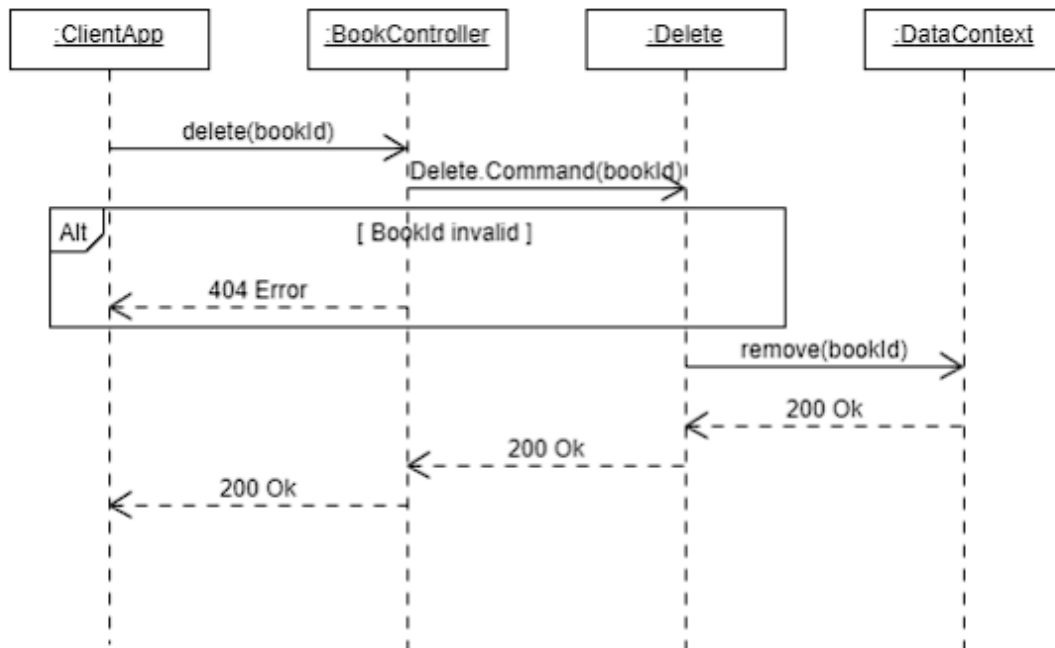 :ClientApp
:BookController
:Delete
:DataContext
delete(bookId)
Delete.Command(bookId)
Alt
[ BookId invalid ]
404 Error
remove(bookId)
200 Ok
200 Ok
200 Ok